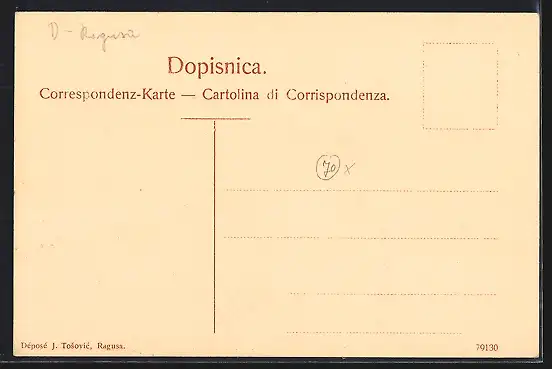 D - Ragusa
Dopisnica.
Correspondenz-Karte — Cartolina di Corrispondenza.
70 x
Déposé J. Tošović, Ragusa.
79130